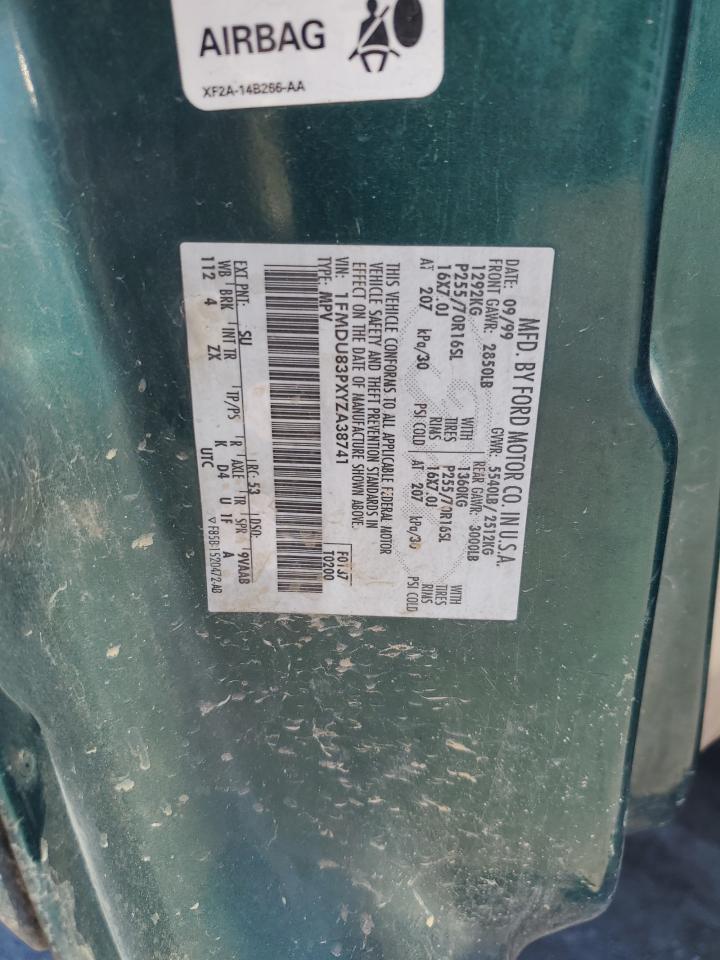 AIRBAG
XF2A-14B266-AA
MFD. BY FORD MOTOR CO. IN U.S.A.
DATE: 09/99 GVWR: 5540LB/2512KG
FRONT GAWR: 2850LB REAR GAWR: 3000LB
1292KG WITH 1360KG WITH
P255/70R16SL TIRES P255/70R16SL TIRES
16X7.0J RIMS 16X7.0J RIMS
AT 207 kPa/30 PSI COLD AT 207 kPa/30 PSI COLD
THIS VEHICLE CONFORMS TO ALL APPLICABLE FEDERAL MOTOR
VEHICLE SAFETY AND THEFT PREVENTION STANDARDS IN
EFFECT ON THE DATE OF MANUFACTURE SHOWN ABOVE.
VIN: 1FMDU83PXYZA38741 F0137
TYPE: MPV T0200
EXT PNT: SU RC: 53 DSO:
WB BRK INT TR TP/PS R AXLE TR SPR 9VAAB
112 4 ZX K D4 U 1F A
UTC ▽ F85B-1520472-AB